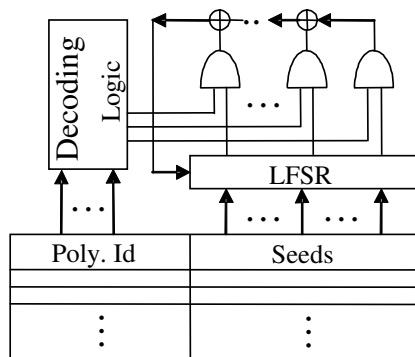 Decoding
Logic
LFSR
Poly. Id
Seeds